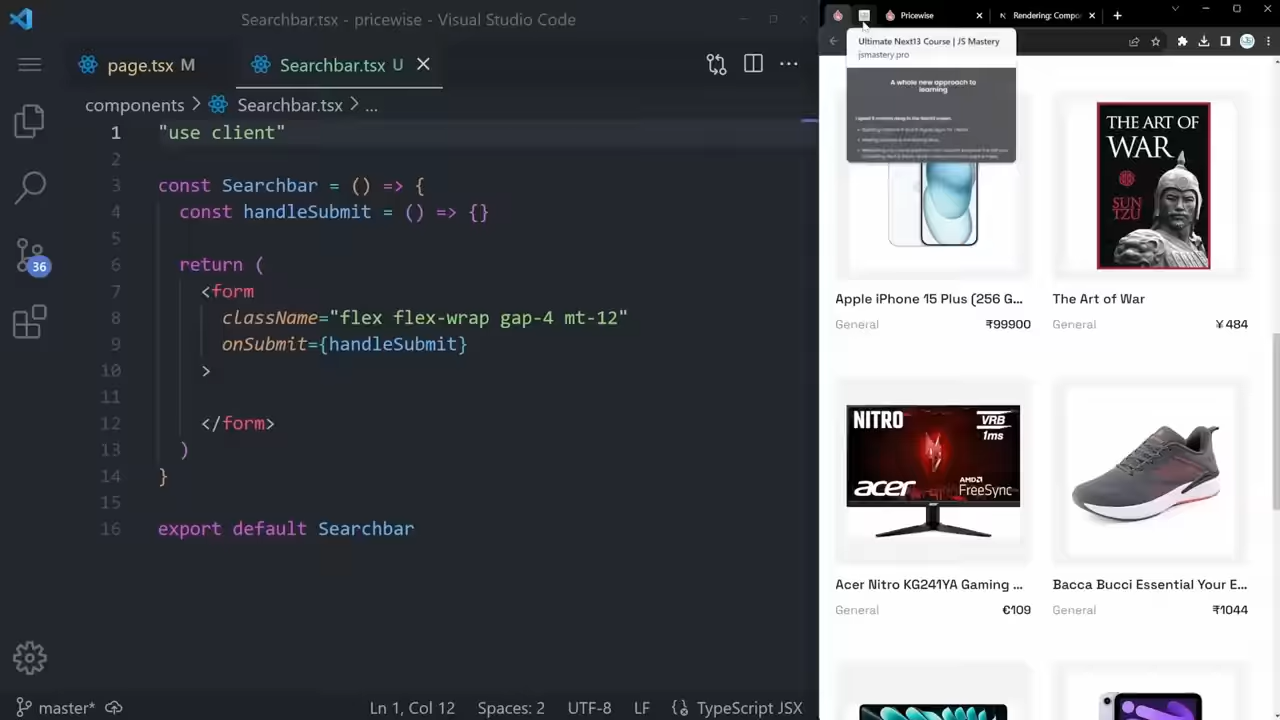 Searchbar.tsx - pricewise - Visual Studio Code
page.tsx M
Searchbar.tsx U
components > Searchbar.tsx > ...
1 "use client"
2
3 const Searchbar = () => {
4 const handleSubmit = () => {}
5
6 return (
7 <form
8 className="flex flex-wrap gap-4 mt-12"
9 onSubmit={handleSubmit}
10 >
11
12 </form>
13 )
14 }
15
16 export default Searchbar
36
master*
Ln 1, Col 12
Spaces: 2
UTF-8
LF
TypeScript JSX
Pricewise
Rendering: Compo
Ultimate Next13 Course | JS Mastery
jsmastery.pro
A whole new approach to
learning
THE ART OF
WAR
SUN
TZU
Apple iPhone 15 Plus (256 G...
General
₹99900
The Art of War
General
¥484
NITRO
VRB
1ms
acer
AMD
FreeSync
Acer Nitro KG241YA Gaming ...
General
€109
Bacca Bucci Essential Your E...
General
₹1044